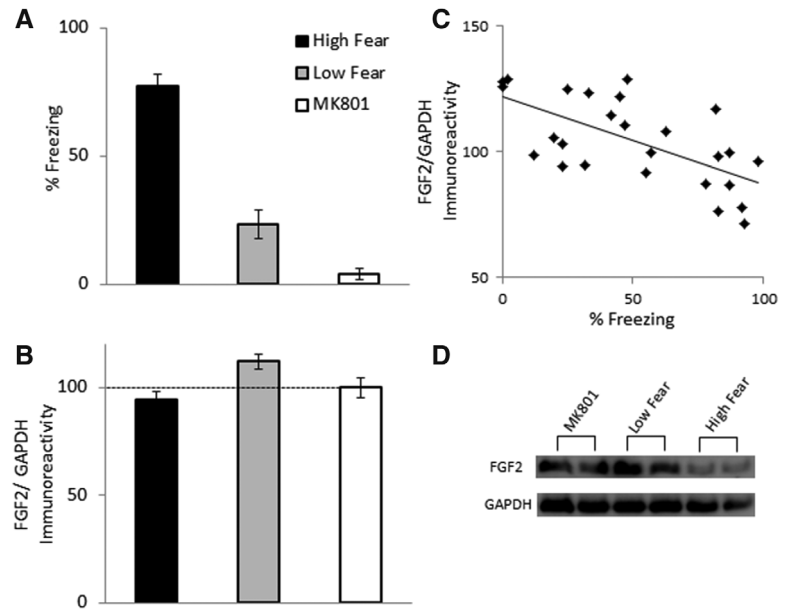 A
100
50
0
% Freezing
High Fear
Low Fear
MK801
B
100
50
0
FGF2/ GAPDH
Immunoreactivity
C
150
100
50
0
50
100
FGF2/GAPDH
Immunoreactivity
% Freezing
D
MK801
Low Fear
High Fear
FGF2
GAPDH